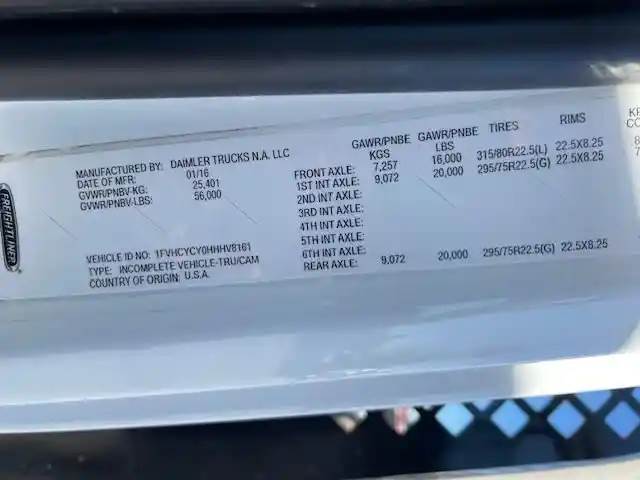 FREIGHTLINER
MANUFACTURED BY: DAIMLER TRUCKS N.A. LLC
DATE OF MFR: 01/16
GVWR/PNBV-KG: 25,401
GVWR/PNBV-LBS: 56,000
VEHICLE ID NO.: 1FVHCYCY0HHHV8161
TYPE: INCOMPLETE VEHICLE-TRU/CAM
COUNTRY OF ORIGIN: U.S.A.
GAWR/PNBE KGS GAWR/PNBE LBS TIRES RIMS
FRONT AXLE: 7,257 16,000 315/80R22.5(L) 22.5X8.25
1ST INT AXLE: 9,072 20,000 295/75R22.5(G) 22.5X8.25
2ND INT AXLE:
3RD INT AXLE:
4TH INT AXLE:
5TH INT AXLE:
6TH INT AXLE:
REAR AXLE: 9,072 20,000 295/75R22.5(G) 22.5X8.25